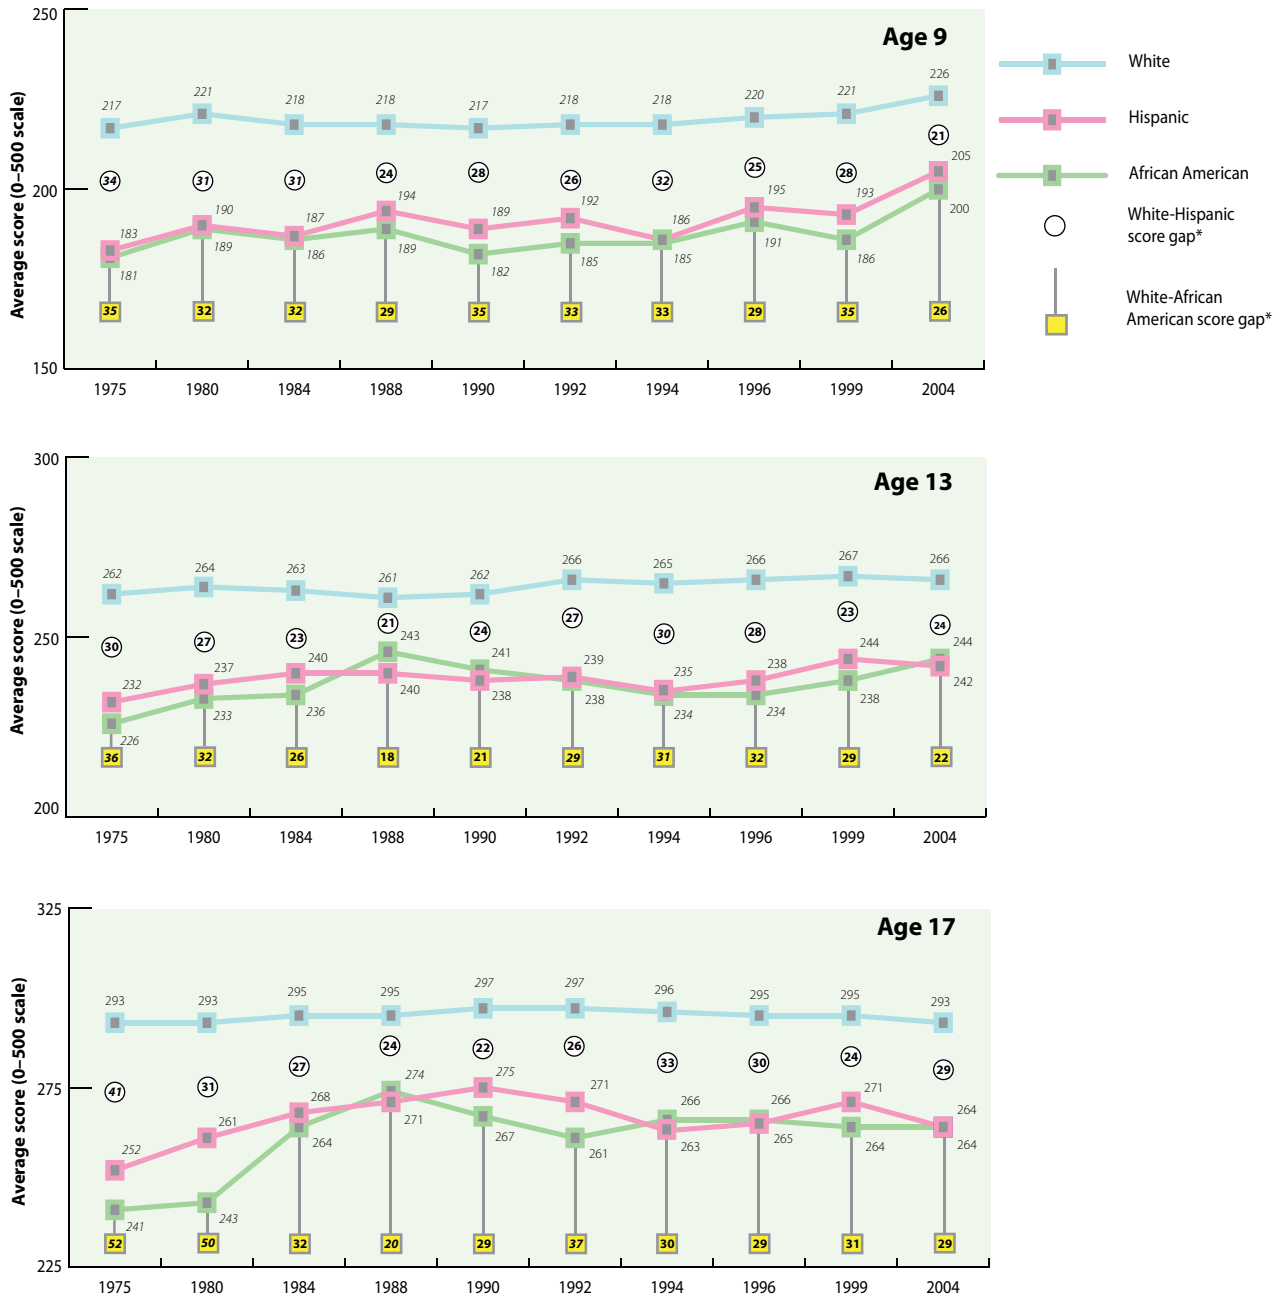 250
Age 9
White
Average score (0–500 scale)
217 221 218 218 217 218 218 220 221 226
Hispanic
21
34 31 31 24 28 26 32 25 28
205
African American
200
183 190 187 194 189 192 186 195 193
200
181 189 186 189 182 185 185 191 186
White-Hispanic
score gap*
35 32 32 29 35 33 33 29 35 26
White-African
American score gap*
150
1975 1980 1984 1988 1990 1992 1994 1996 1999 2004
300
Age 13
Average score (0–500 scale)
262 264 263 261 262 266 265 266 267 266
30 27 23 21 24 27 30 28 23 24
250
232 237 240 243 241 239 235 238 244 244
226 233 236 240 238 238 234 234 238 242
36 32 26 18 21 29 31 32 29 22
200
1975 1980 1984 1988 1990 1992 1994 1996 1999 2004
325
Age 17
Average score (0–500 scale)
293 293 295 295 297 297 296 295 295 293
41 31 27 24 22 26 33 30 24 29
275
252 261 268 274 275 271 266 266 271 264
241 243 264 271 267 261 263 265 264 264
52 50 32 20 29 37 30 29 31 29
225
1975 1980 1984 1988 1990 1992 1994 1996 1999 2004